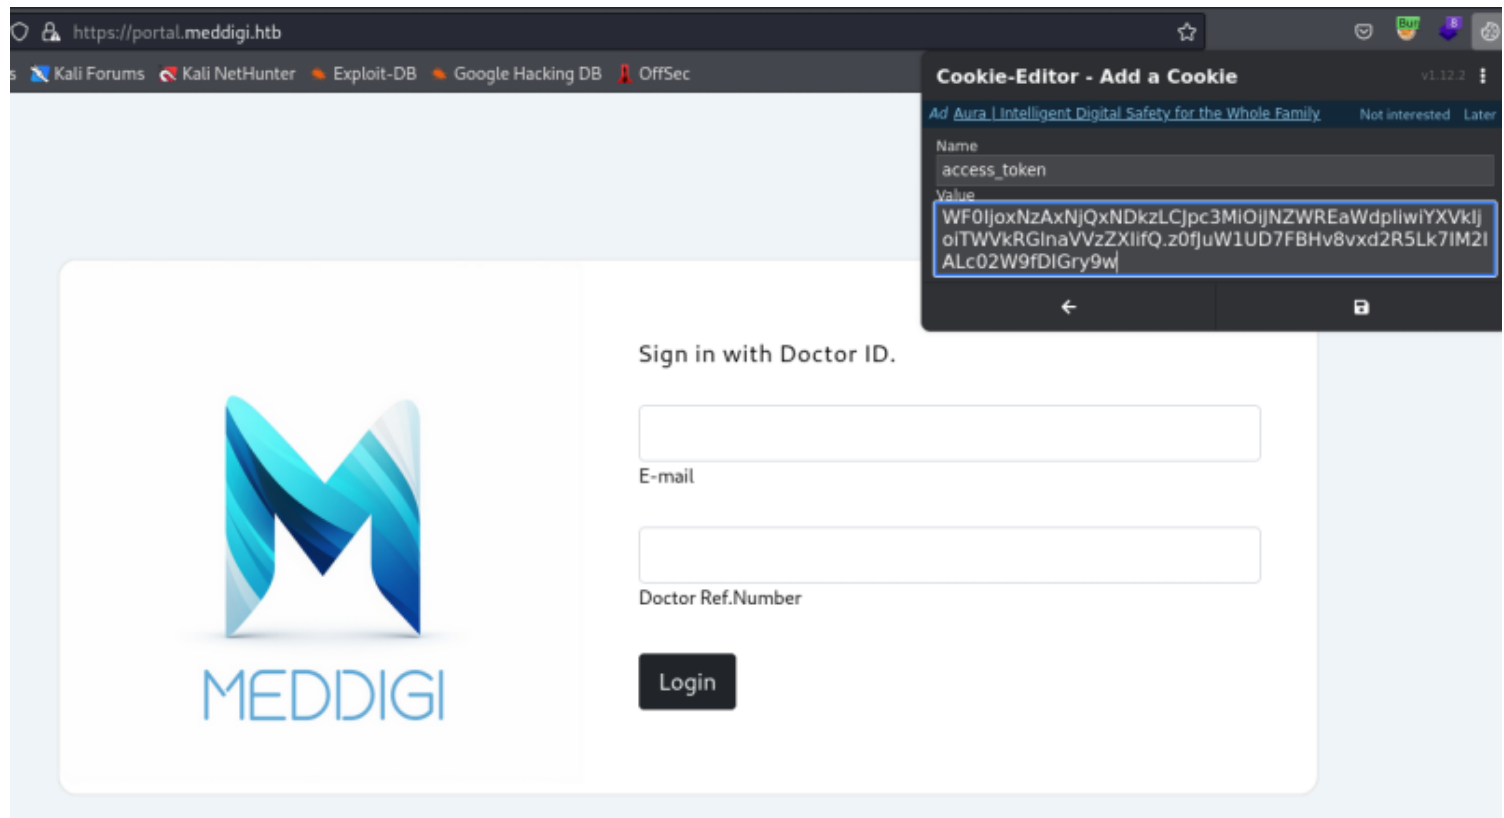 https://portal.meddigi.htb
s Kali Forums Kali NetHunter Exploit-DB Google Hacking DB OffSec
Cookie-Editor - Add a Cookie v1.12.2
Ad Aura | Intelligent Digital Safety for the Whole Family Not interested Later
Name
access_token
Value
WF0IjoxNzAxNjQxNDkzLCJpc3MiOiJNZWREaWdpIiwiYXVkIj
oiTWVkRGlnaVVzZXIifQ.z0fJuW1UD7FBHv8vxd2R5Lk7IM2I
ALc02W9fDIGry9w
Sign in with Doctor ID.
E-mail
Doctor Ref.Number
Login
MEDDIGI